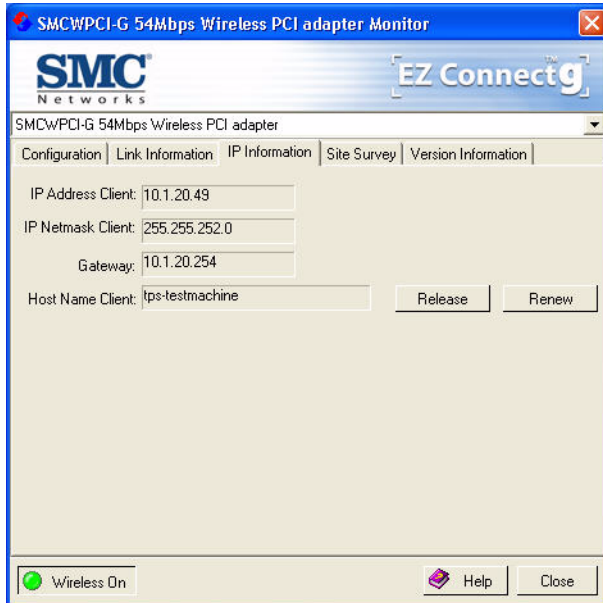 SMCWPCI-G 54Mbps Wireless PCI adapter Monitor
SMC®
Networks
EZ Connect™ g
SMCWPCI-G 54Mbps Wireless PCI adapter
Configuration Link Information IP Information Site Survey Version Information
IP Address Client: 10.1.20.49
IP Netmask Client: 255.255.252.0
Gateway: 10.1.20.254
Host Name Client: tps-testmachine Release Renew
Wireless On Help Close